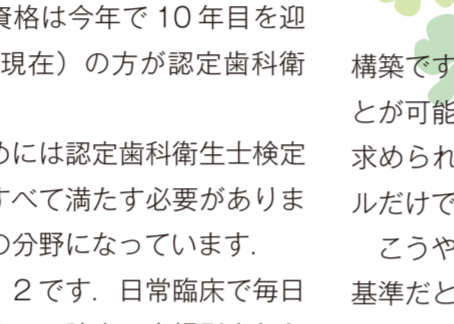 資格は今年で 10 年目を迎
現在）の方が認定歯科衛
めには認定歯科衛生士検定
すべて満たす必要がありま
の分野になっています．
2 です．日常臨床で毎日
構築です
とが可能
求められ
ルだけで
こうや
基準だと